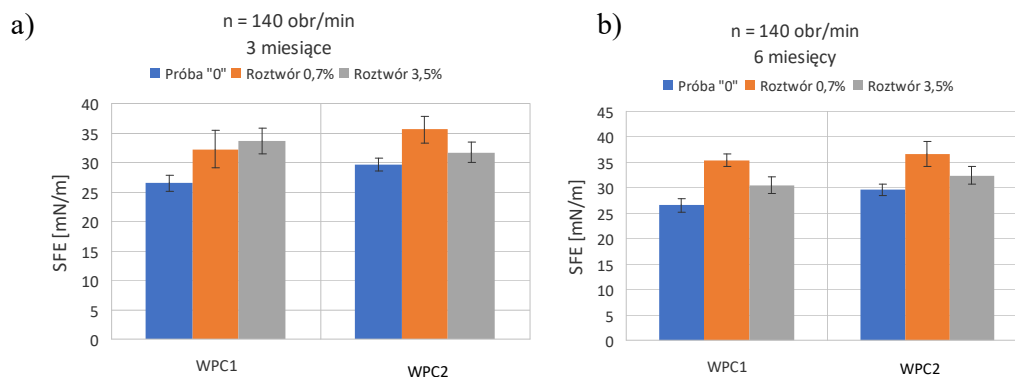 a)
n = 140 obr/min
3 miesiące
Próba "0" Roztwór 0,7% Roztwór 3,5%
SFE [mN/m]
40
35
30
25
20
15
10
5
0
WPC1 WPC2
b)
n = 140 obr/min
6 miesięcy
Próba "0" Roztwór 0,7% Roztwór 3,5%
SFE [mN/m]
45
40
35
30
25
20
15
10
5
0
WPC1 WPC2